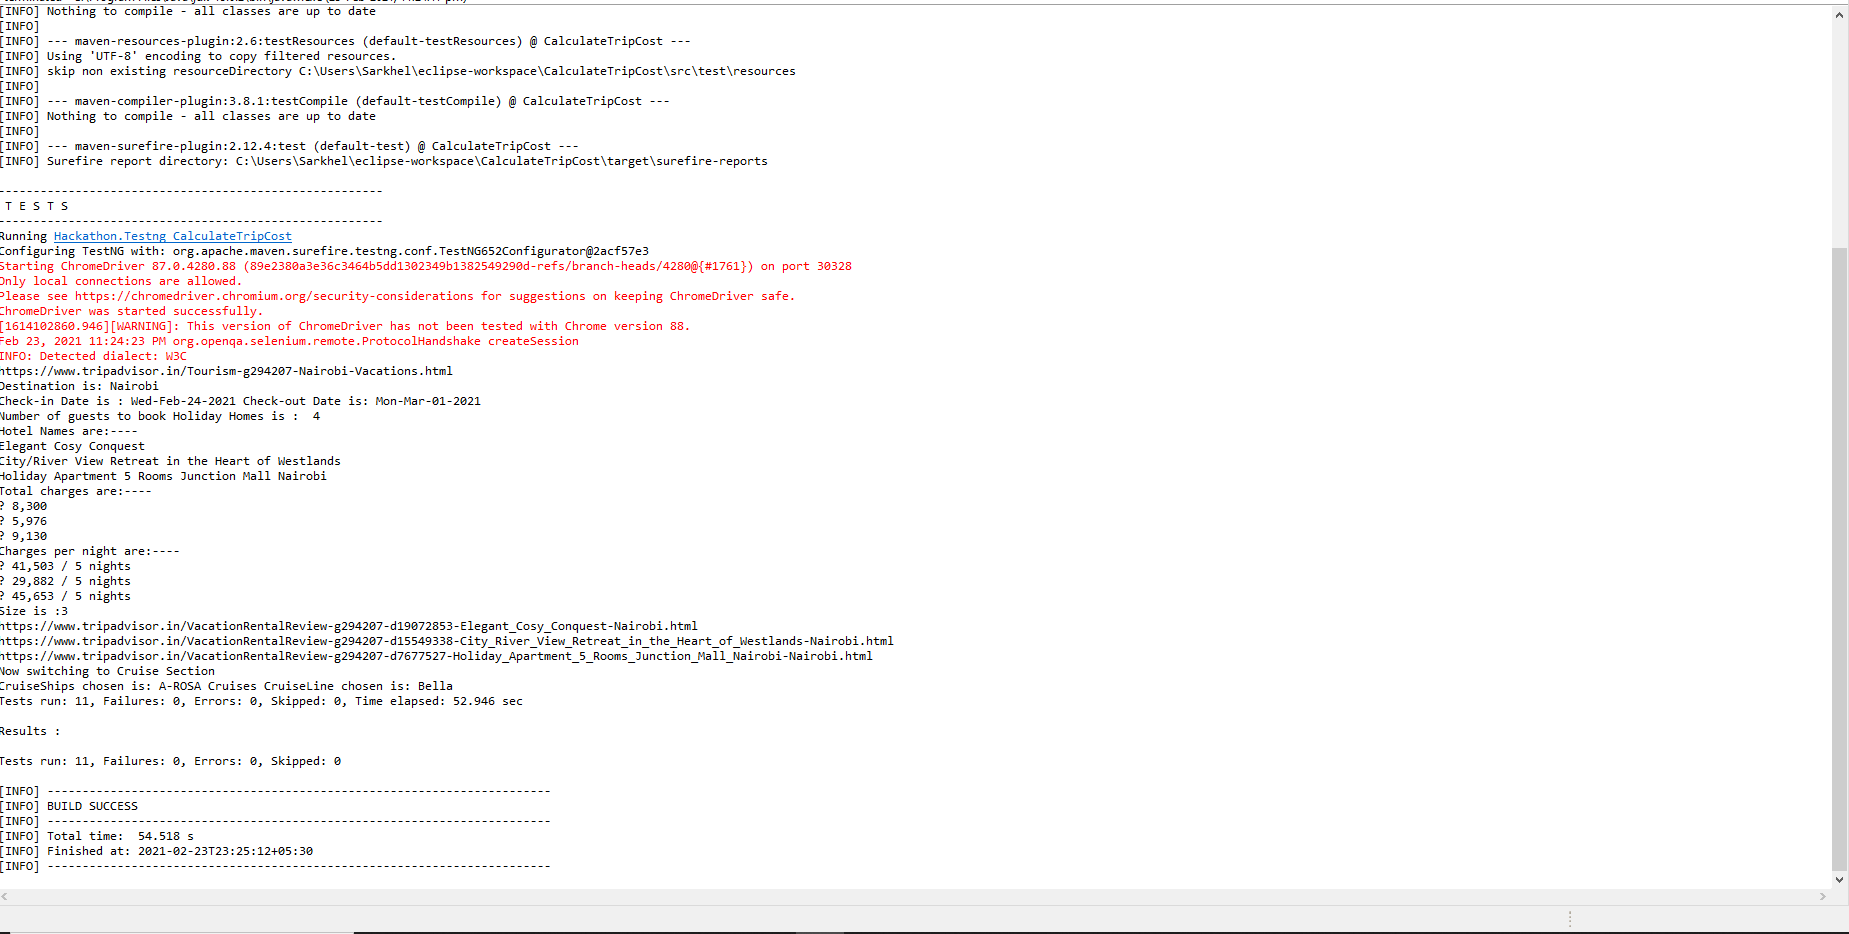 [INFO] Nothing to compile - all classes are up to date
[INFO]
[INFO] --- maven-resources-plugin:2.6:testResources (default-testResources) @ CalculateTripCost ---
[INFO] Using 'UTF-8' encoding to copy filtered resources.
[INFO] skip non existing resourceDirectory C:\Users\Sarkhel\eclipse-workspace\CalculateTripCost\src\test\resources
[INFO]
[INFO] --- maven-compiler-plugin:3.8.1:testCompile (default-testCompile) @ CalculateTripCost ---
[INFO] Nothing to compile - all classes are up to date
[INFO]
[INFO] --- maven-surefire-plugin:2.12.4:test (default-test) @ CalculateTripCost ---
[INFO] Surefire report directory: C:\Users\Sarkhel\eclipse-workspace\CalculateTripCost\target\surefire-reports
-------------------------------------------------------
T E S T S
-------------------------------------------------------
Running Hackathon.Testng_CalculateTripCost
Configuring TestNG with: org.apache.maven.surefire.testng.conf.TestNG652Configurator@2acf57e3
Starting ChromeDriver 87.0.4280.88 (89e2380a3e36c3464b5dd1302349b1382549290d-refs/branch-heads/4280@{#1761}) on port 30328
Only local connections are allowed.
Please see https://chromedriver.chromium.org/security-considerations for suggestions on keeping ChromeDriver safe.
ChromeDriver was started successfully.
[1614102860.946][WARNING]: This version of ChromeDriver has not been tested with Chrome version 88.
Feb 23, 2021 11:24:23 PM org.openqa.selenium.remote.ProtocolHandshake createSession
INFO: Detected dialect: W3C
https://www.tripadvisor.in/Tourism-g294207-Nairobi-Vacations.html
Destination is: Nairobi
Check-in Date is : Wed-Feb-24-2021 Check-out Date is: Mon-Mar-01-2021
Number of guests to book Holiday Homes is :  4
Hotel Names are:----
Elegant Cosy Conquest
City/River View Retreat in the Heart of Westlands
Holiday Apartment 5 Rooms Junction Mall Nairobi
Total charges are:----
? 8,300
? 5,976
? 9,130
Charges per night are:----
? 41,503 / 5 nights
? 29,882 / 5 nights
? 45,653 / 5 nights
Size is :3
https://www.tripadvisor.in/VacationRentalReview-g294207-d19072853-Elegant_Cosy_Conquest-Nairobi.html
https://www.tripadvisor.in/VacationRentalReview-g294207-d15549338-City_River_View_Retreat_in_the_Heart_of_Westlands-Nairobi.html
https://www.tripadvisor.in/VacationRentalReview-g294207-d7677527-Holiday_Apartment_5_Rooms_Junction_Mall_Nairobi-Nairobi.html
Now switching to Cruise Section
CruiseShips chosen is: A-ROSA Cruises CruiseLine chosen is: Bella
Tests run: 11, Failures: 0, Errors: 0, Skipped: 0, Time elapsed: 52.946 sec
Results :
Tests run: 11, Failures: 0, Errors: 0, Skipped: 0
[INFO] ------------------------------------------------------------------------
[INFO] BUILD SUCCESS
[INFO] ------------------------------------------------------------------------
[INFO] Total time:  54.518 s
[INFO] Finished at: 2021-02-23T23:25:12+05:30
[INFO] ------------------------------------------------------------------------